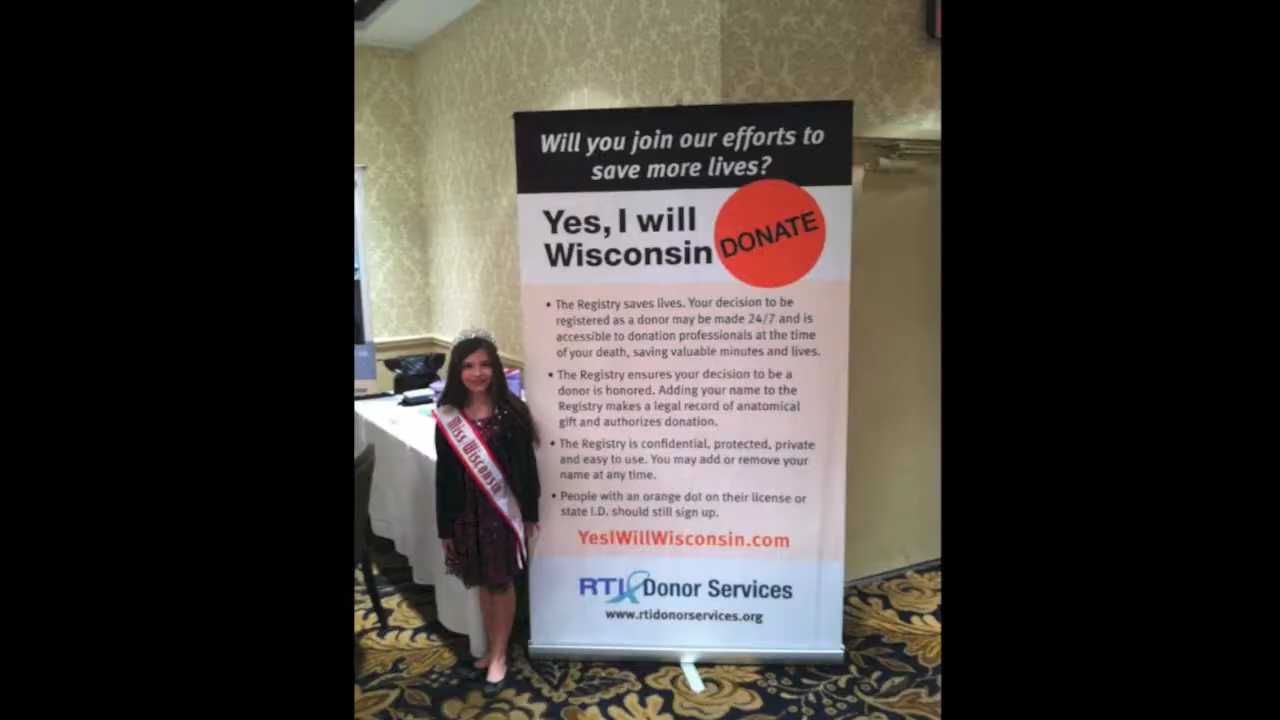 Will you join our efforts to
save more lives?
Yes, I will
Wisconsin
DONATE
• The Registry saves lives. Your decision to be
registered as a donor may be made 24/7 and is
accessible to donation professionals at the time
of your death, saving valuable minutes and lives.
• The Registry ensures your decision to be a
donor is honored. Adding your name to the
Registry makes a legal record of anatomical
gift and authorizes donation.
• The Registry is confidential, protected, private
and easy to use. You may add or remove your
name at any time.
• People with an orange dot on their license or
state I.D. should still sign up.
YesIWillWisconsin.com
RTI Donor Services
www.rtidonorservices.org
Miss Wisconsin